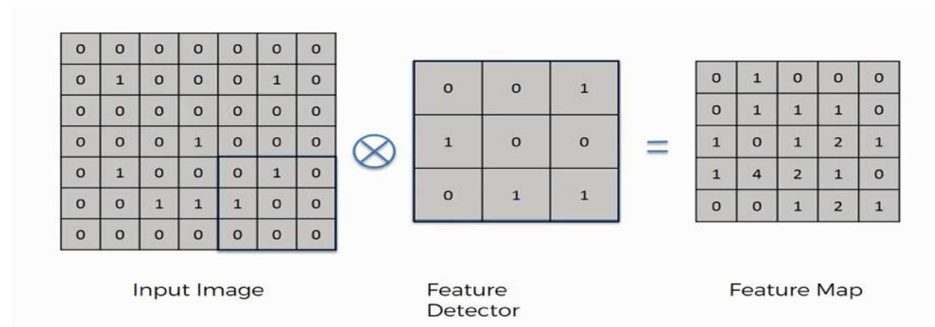 0 0 0 0 0 0 0
0 1 0 0 0 1 0
0 0 0 0 0 0 0
0 0 0 1 0 0 0
0 1 0 0 0 1 0
0 0 1 1 1 0 0
0 0 0 0 0 0 0
0 0 1
1 0 0
0 1 1
=
0 1 0 0 0
0 1 1 1 0
1 0 1 2 1
1 4 2 1 0
0 0 1 2 1
Input Image
Feature
Detector
Feature Map